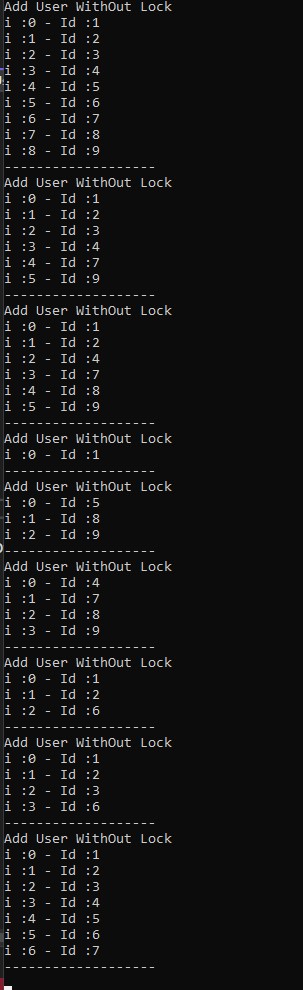 Add User WithOut Lock
i :0 - Id :1
i :1 - Id :2
i :2 - Id :3
i :3 - Id :4
i :4 - Id :5
i :5 - Id :6
i :6 - Id :7
i :7 - Id :8
i :8 - Id :9
-------------------
Add User WithOut Lock
i :0 - Id :1
i :1 - Id :2
i :2 - Id :3
i :3 - Id :4
i :4 - Id :7
i :5 - Id :9
-------------------
Add User WithOut Lock
i :0 - Id :1
i :1 - Id :2
i :2 - Id :4
i :3 - Id :7
i :4 - Id :8
i :5 - Id :9
-------------------
Add User WithOut Lock
i :0 - Id :1
-------------------
Add User WithOut Lock
i :0 - Id :5
i :1 - Id :8
i :2 - Id :9
-------------------
Add User WithOut Lock
i :0 - Id :4
i :1 - Id :7
i :2 - Id :8
i :3 - Id :9
-------------------
Add User WithOut Lock
i :0 - Id :1
i :1 - Id :2
i :2 - Id :6
-------------------
Add User WithOut Lock
i :0 - Id :1
i :1 - Id :2
i :2 - Id :3
i :3 - Id :6
-------------------
Add User WithOut Lock
i :0 - Id :1
i :1 - Id :2
i :2 - Id :3
i :3 - Id :4
i :4 - Id :5
i :5 - Id :6
i :6 - Id :7
-------------------